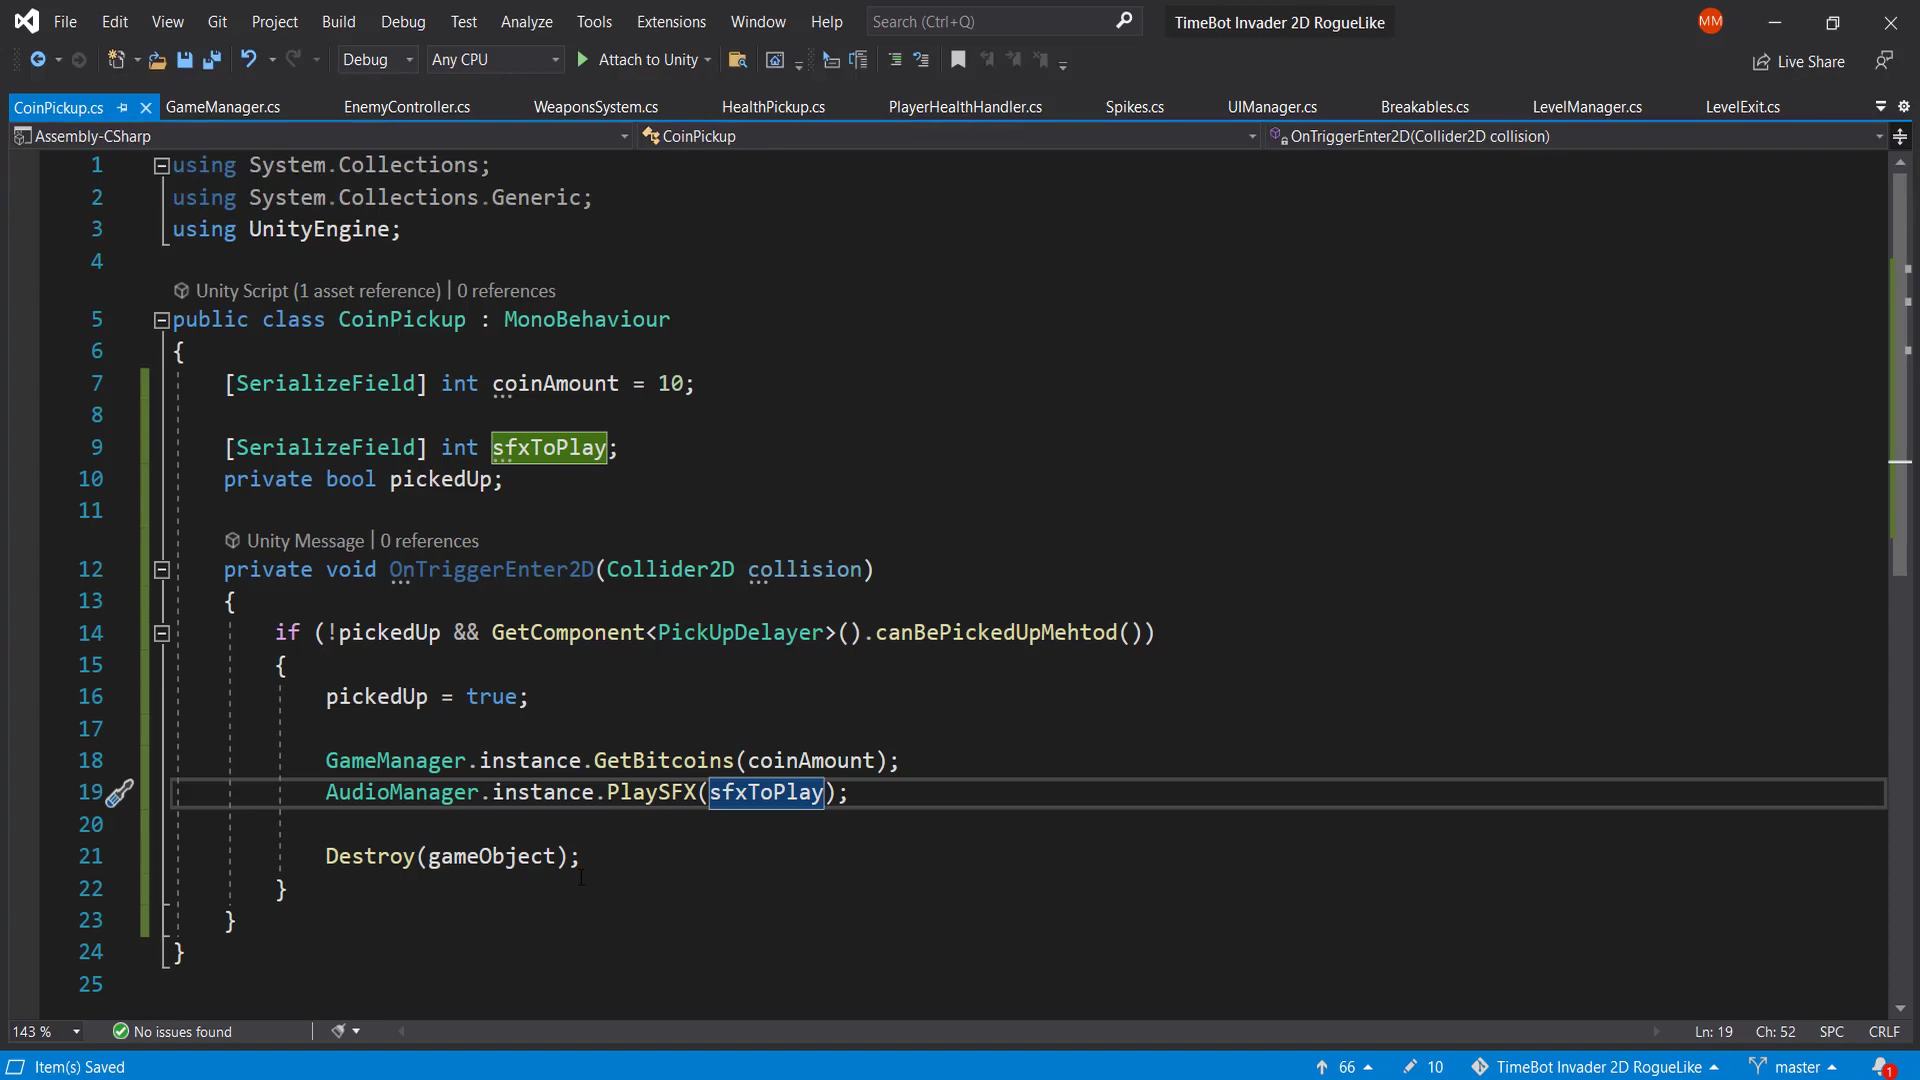 File Edit View Git Project Build Debug Test Analyze Tools Extensions Window Help Search (Ctrl+Q) TimeBot Invader 2D RogueLike MM
Debug Any CPU Attach to Unity Live Share
CoinPickup.cs GameManager.cs EnemyController.cs WeaponsSystem.cs HealthPickup.cs PlayerHealthHandler.cs Spikes.cs UIManager.cs Breakables.cs LevelManager.cs LevelExit.cs
Assembly-CSharp CoinPickup OnTriggerEnter2D(Collider2D collision)
1 using System.Collections;
2 using System.Collections.Generic;
3 using UnityEngine;
4
Unity Script (1 asset reference) | 0 references
5 public class CoinPickup : MonoBehaviour
6 {
7 [SerializeField] int coinAmount = 10;
8
9 [SerializeField] int sfxToPlay;
10 private bool pickedUp;
11
Unity Message | 0 references
12 private void OnTriggerEnter2D(Collider2D collision)
13 {
14 if (!pickedUp && GetComponent<PickUpDelayer>().canBePickedUpMehtod())
15 {
16 pickedUp = true;
17
18 GameManager.instance.GetBitcoins(coinAmount);
19 AudioManager.instance.PlaySFX(sfxToPlay);
20
21 Destroy(gameObject);
22 }
23 }
24 }
25
143 % No issues found Ln: 19 Ch: 52 SPC CRLF
Item(s) Saved 66 10 TimeBot Invader 2D RogueLike master 1